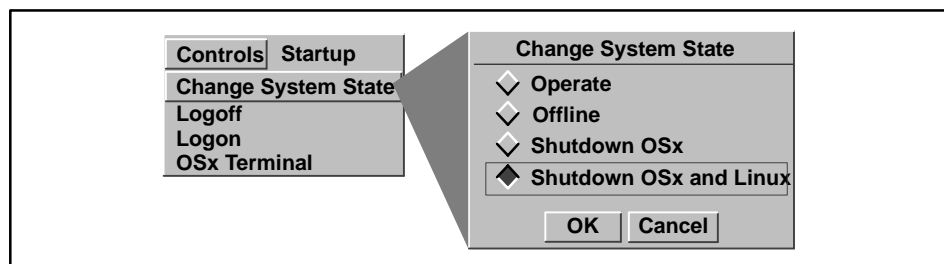 Controls Startup
Change System State
Logoff
Logon
OSx Terminal
Change System State
Operate
Offline
Shutdown OSx
Shutdown OSx and Linux
OK Cancel